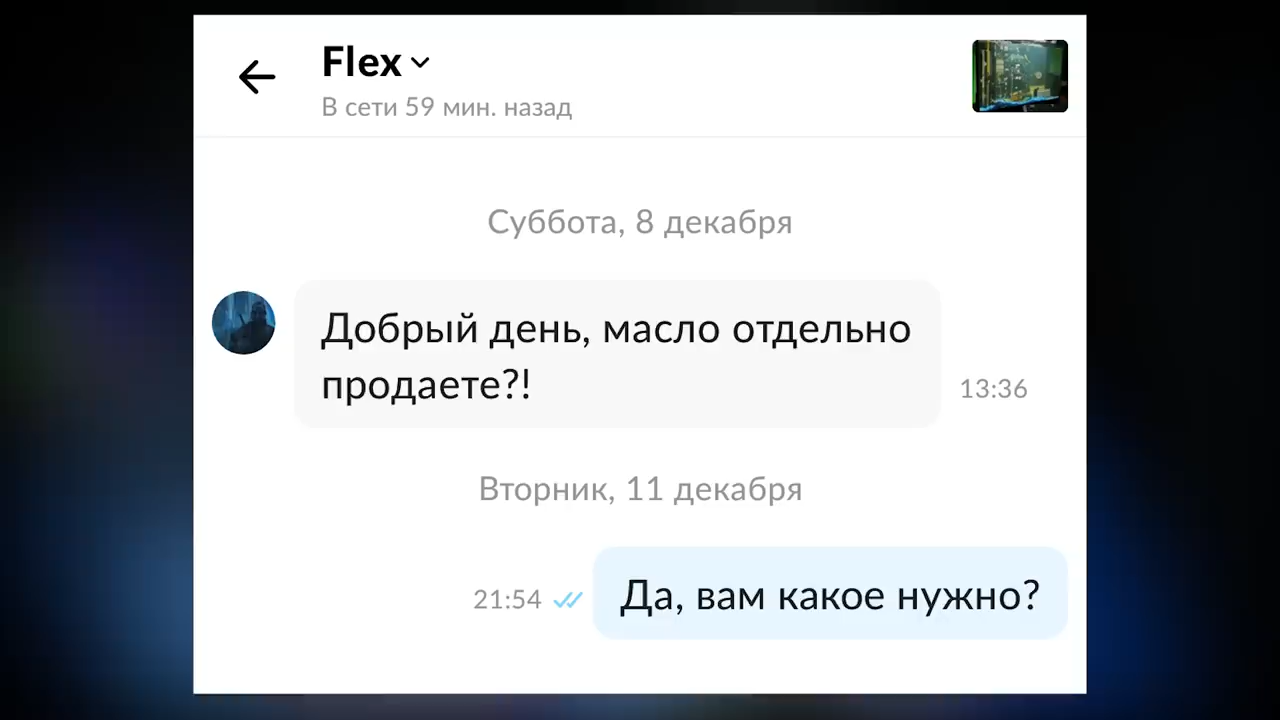 Flex
В сети 59 мин. назад
Суббота, 8 декабря
Добрый день, масло отдельно
продаете?!
13:36
Вторник, 11 декабря
21:54
Да, вам какое нужно?